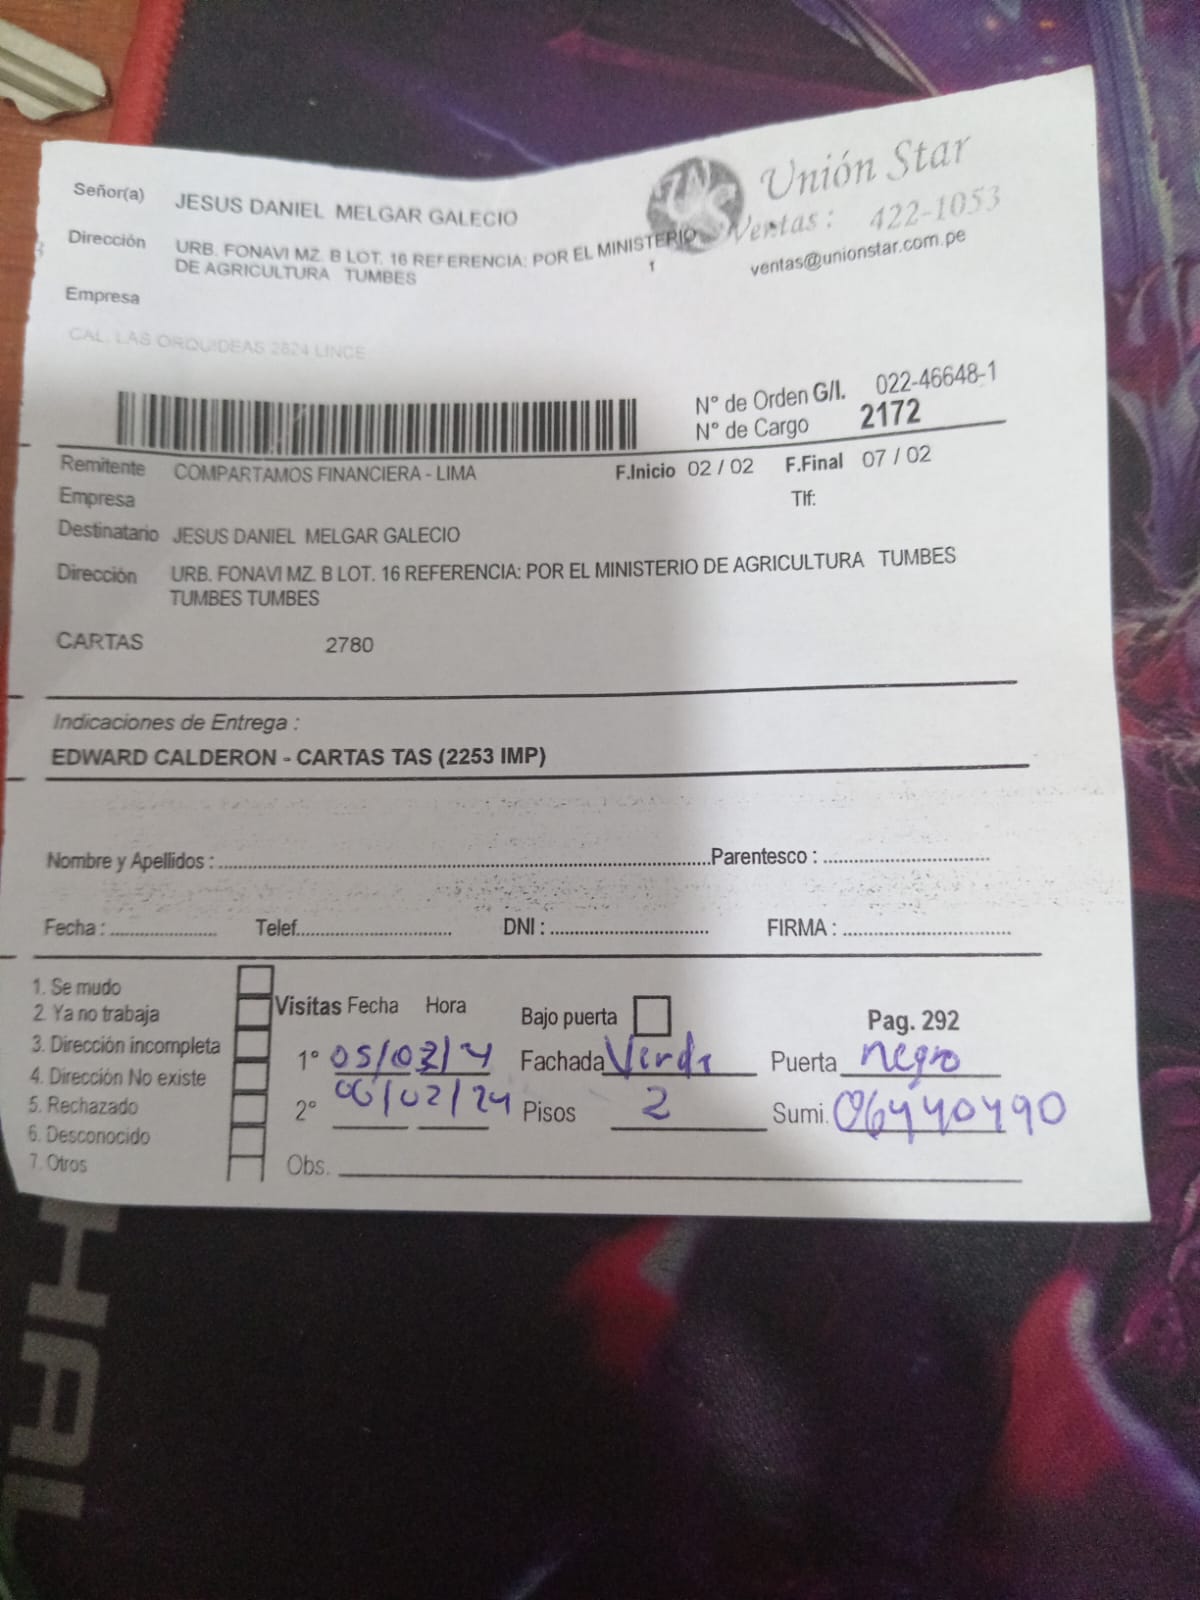 Señor(a) JESUS DANIEL MELGAR GALECIO
Unión Star
Ventas: 422-1053
ventas@unionstar.com.pe
Dirección URB. FONAVI MZ. B LOT. 16 REFERENCIA: POR EL MINISTERIO
DE AGRICULTURA TUMBES
Empresa
CAL. LAS ORQUIDEAS 2624 LINCE
N° de Orden G/I. 022-46648-1
N° de Cargo 2172
Remitente COMPARTAMOS FINANCIERA - LIMA F.Inicio 02 / 02 F.Final 07 / 02
Empresa Tlf:
Destinatario JESUS DANIEL MELGAR GALECIO
Dirección URB. FONAVI MZ. B LOT. 16 REFERENCIA: POR EL MINISTERIO DE AGRICULTURA TUMBES
TUMBES TUMBES
CARTAS 2780
Indicaciones de Entrega :
EDWARD CALDERON - CARTAS TAS (2253 IMP)
Nombre y Apellidos : Parentesco :
Fecha : Telef. DNI : FIRMA :
1. Se mudo
2. Ya no trabaja
3. Dirección incompleta
4. Dirección No existe
5. Rechazado
6. Desconocido
7. Otros
Visitas Fecha Hora Bajo puerta Pag. 292
1° Fachada Verde Puerta negro
2° 06/02/24 Pisos 2 Sumi. 06440490
Obs.
HAL